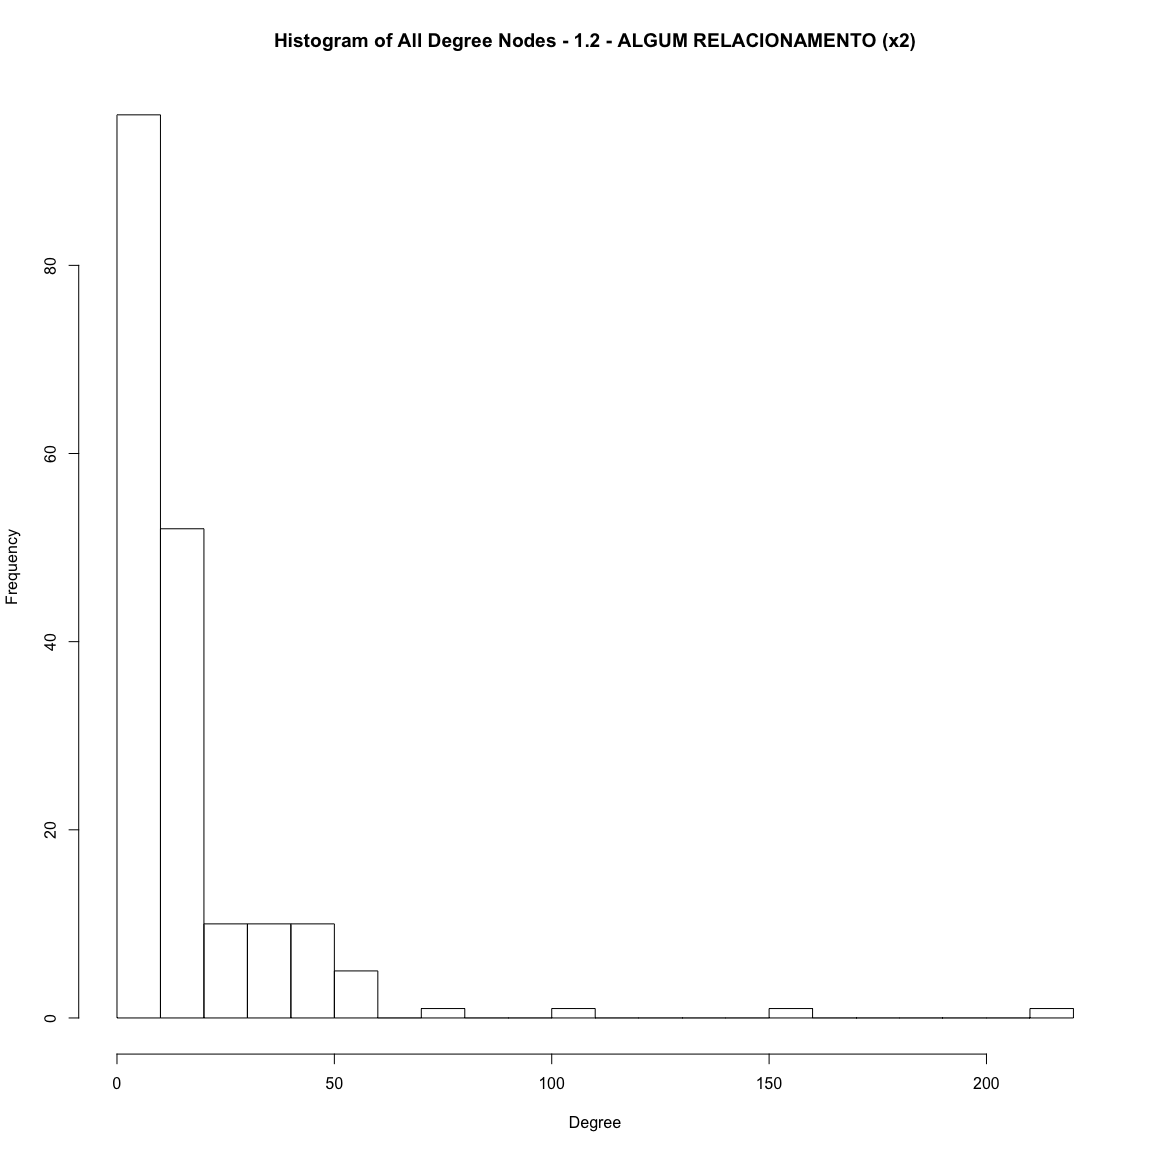 Histogram of All Degree Nodes - 1.2 - ALGUM RELACIONAMENTO (x2)
Frequency
80
60
40
20
0
0 50 100 150 200
Degree